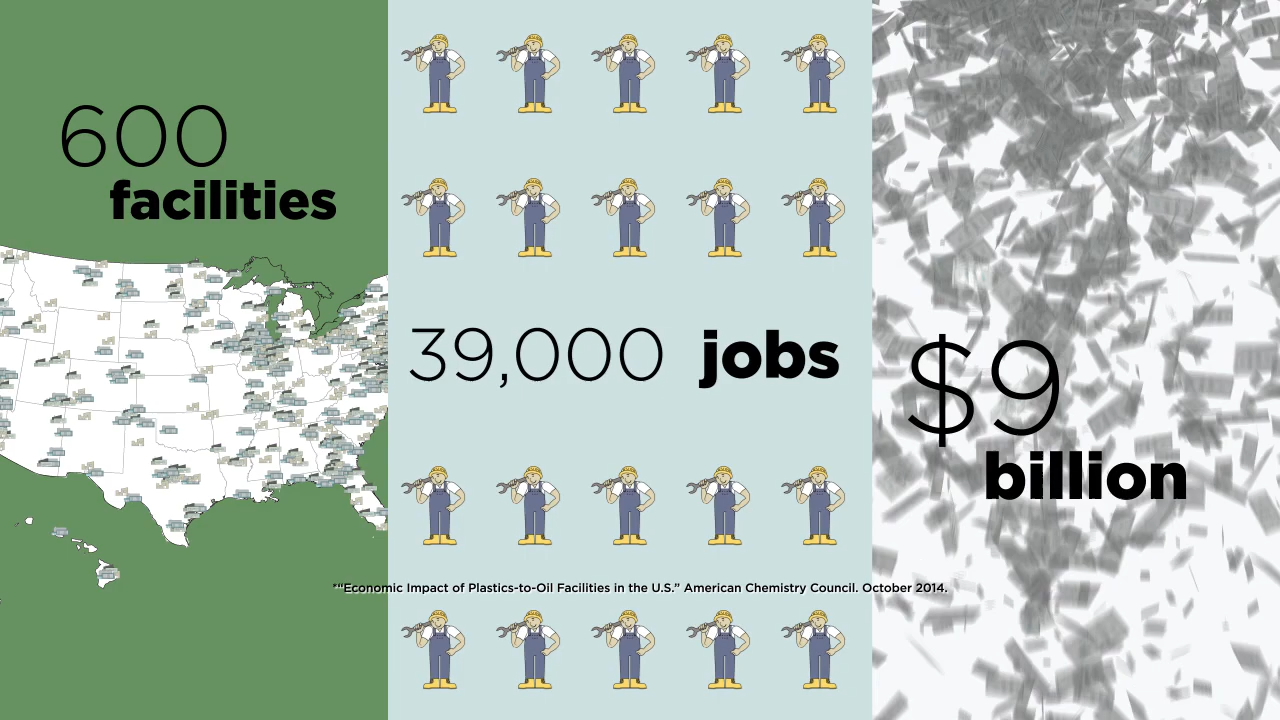 600
facilities
39,000 jobs
$9
billion
*“Economic Impact of Plastics-to-Oil Facilities in the U.S.” American Chemistry Council. October 2014.